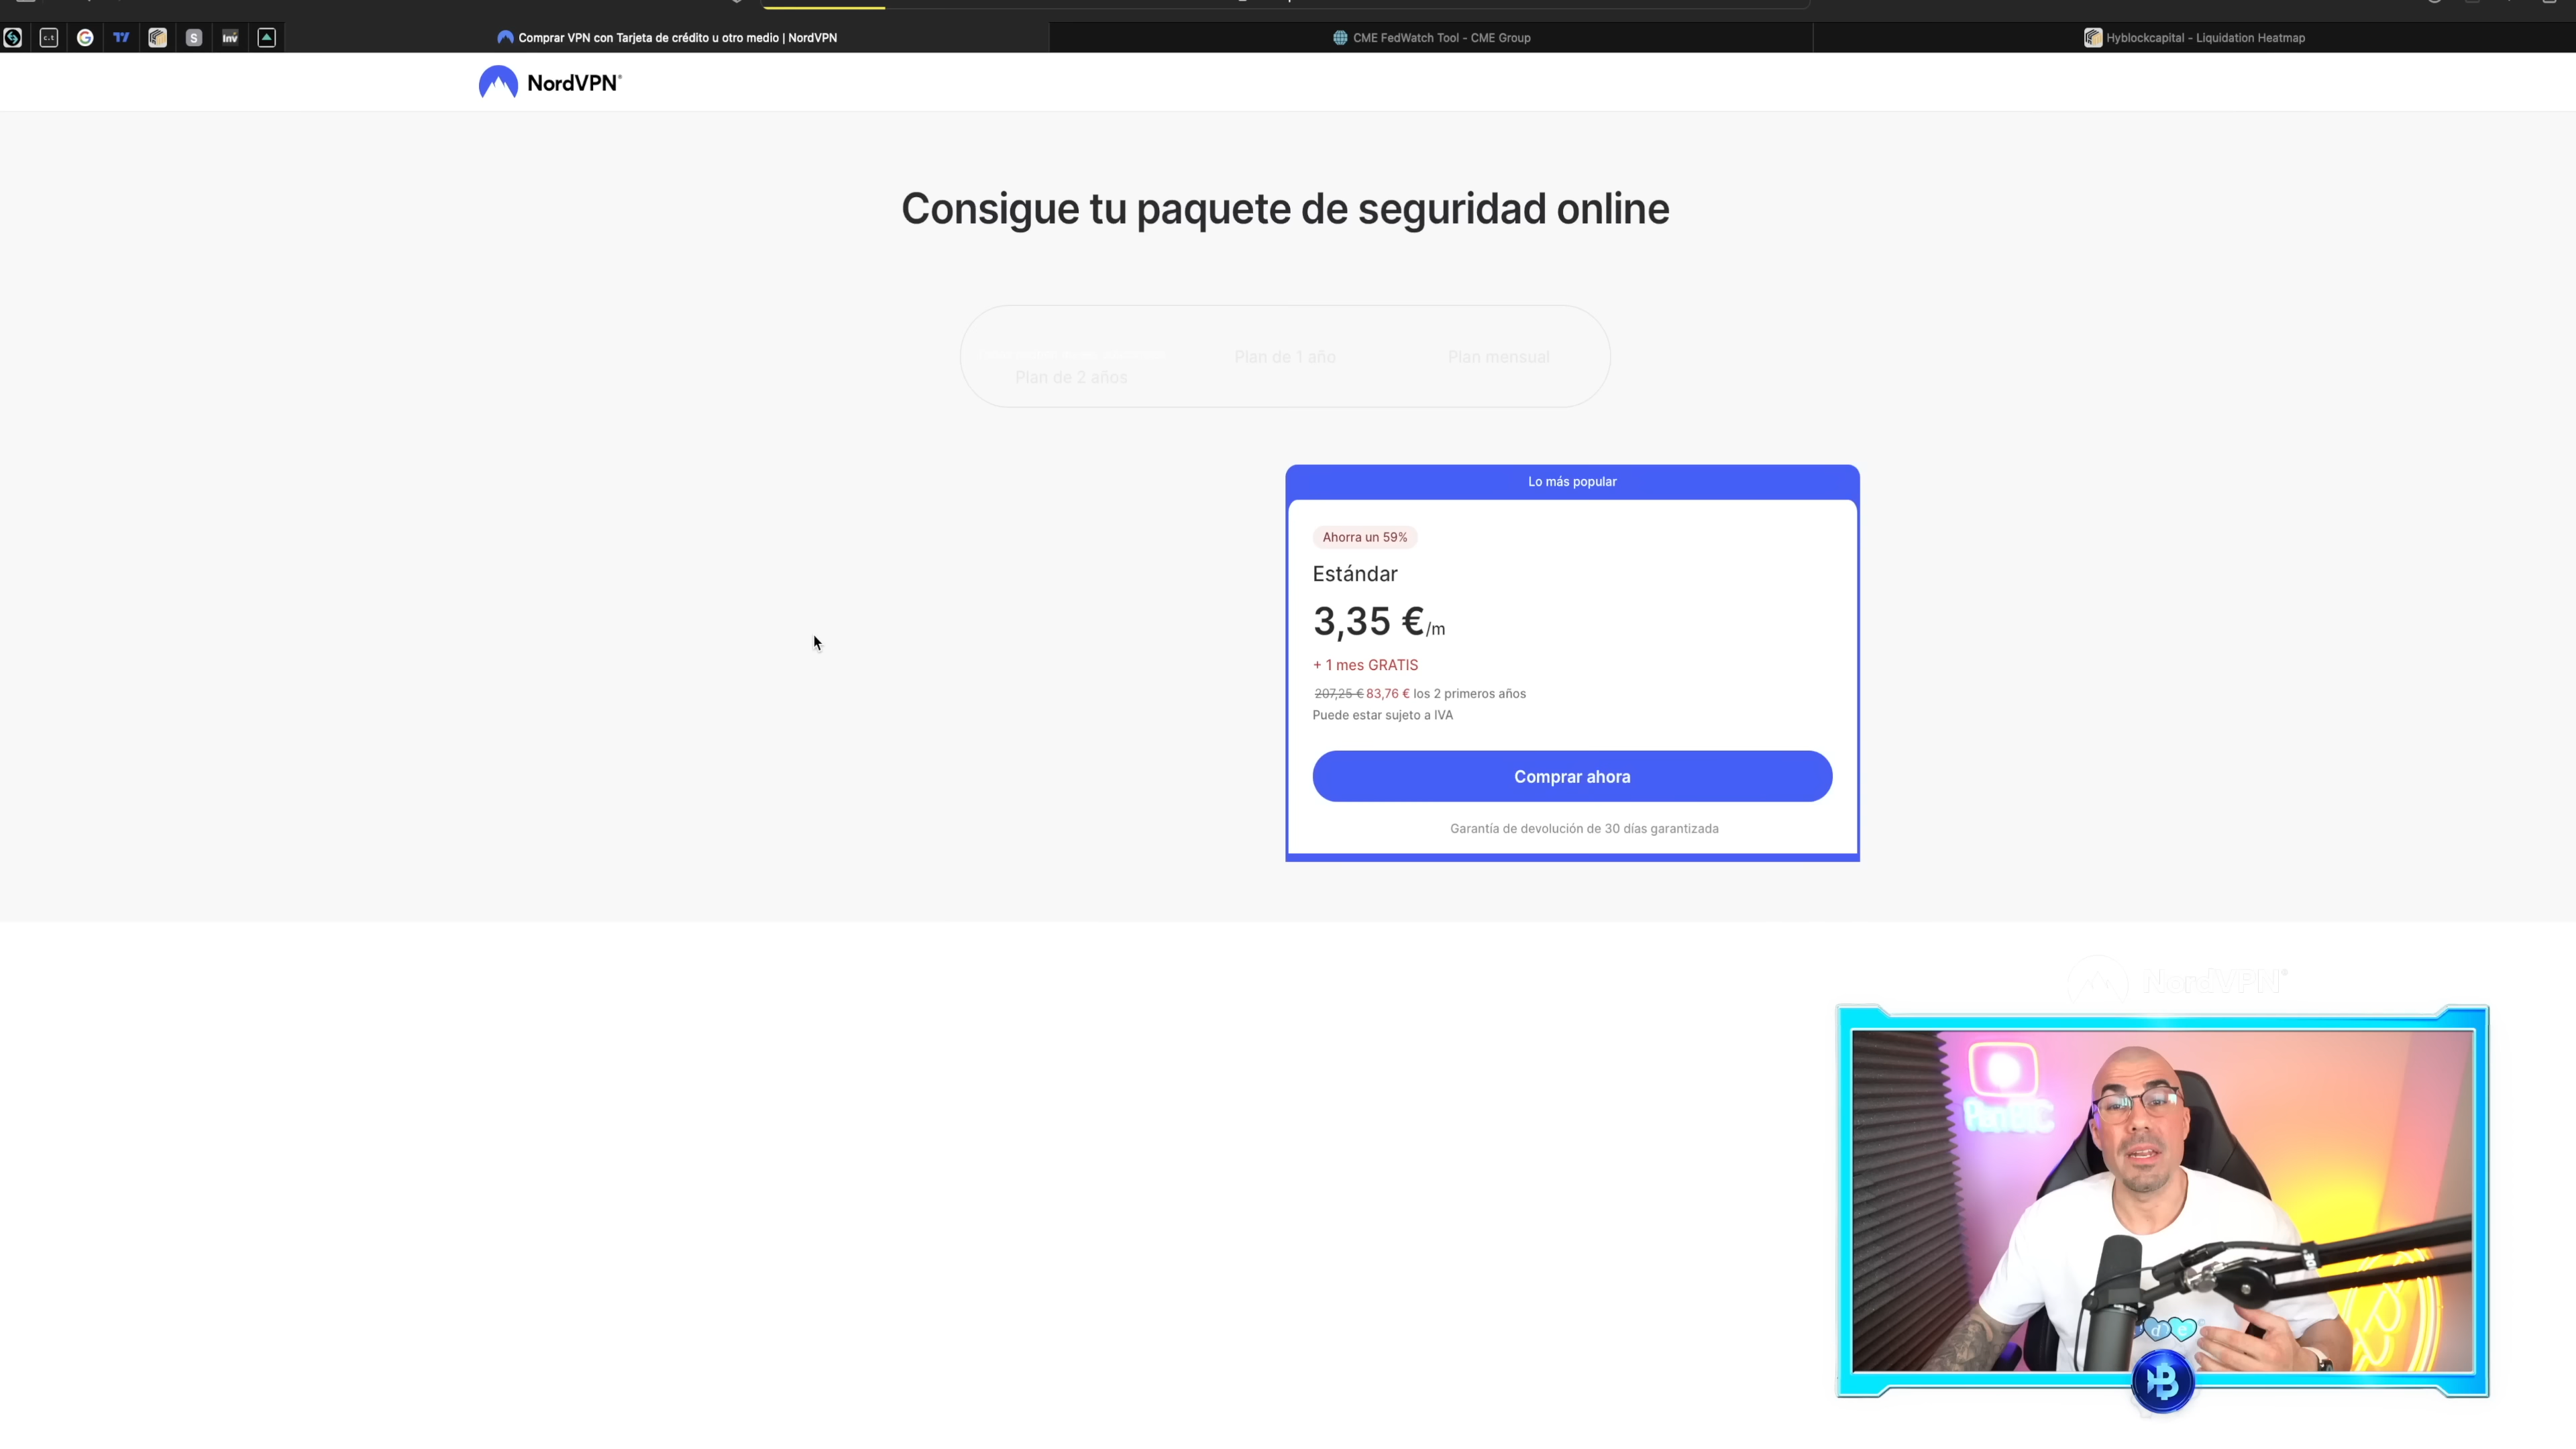 c.t
S
Inv
Comprar VPN con Tarjeta de crédito u otro medio | NordVPN
CME FedWatch Tool - CME Group
Hyblockcapital - Liquidation Heatmap
NordVPN®
Consigue tu paquete de seguridad online
Plan de 2 años
Plan de 1 año
Plan mensual
Lo más popular
Ahorra un 59%
Estándar
3,35 €/m
+ 1 mes GRATIS
207,25 € 83,76 € los 2 primeros años
Puede estar sujeto a IVA
Comprar ahora
Garantía de devolución de 30 días garantizada
NordVPN®